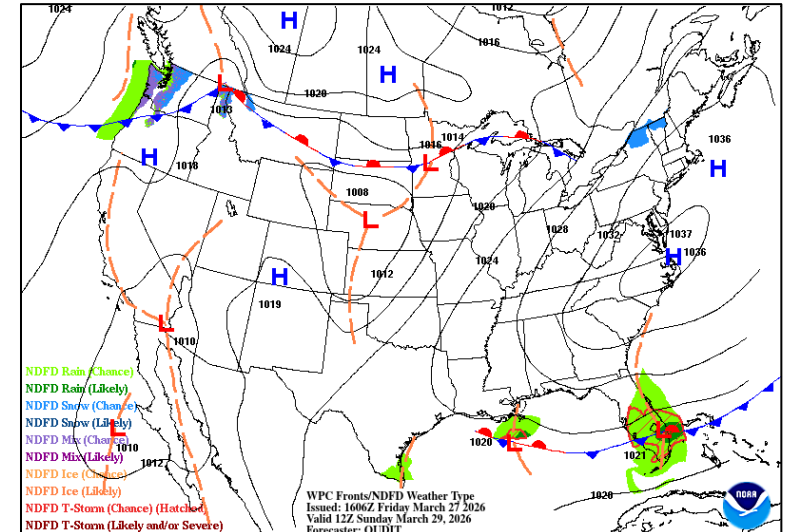 1024
1012
H
1024
1024
1016
H
1020
L
1013
1014
1016
1036
L
H
H
1018
1008
1020
L
1028
1032
1037
1036
H
1024
1012
H
1019
L
1010
NDFD Rain (Chance)
NDFD Rain (Likely)
NDFD Snow (Chance)
NDFD Snow (Likely)
NDFD Mix (Chance)
NDFD Mix (Likely)
NDFD Ice (Chance)
NDFD Ice (Likely)
NDFD T-Storm (Chance) (Hatched)
NDFD T-Storm (Likely and/or Severe)
L
1010
1012
1020
L
L
1021
1020
WPC Fronts/NDFD Weather Type
Issued: 1606Z Friday March 27 2026
Valid 12Z Sunday March 29, 2026
Forecaster: OUDIT
NOAA